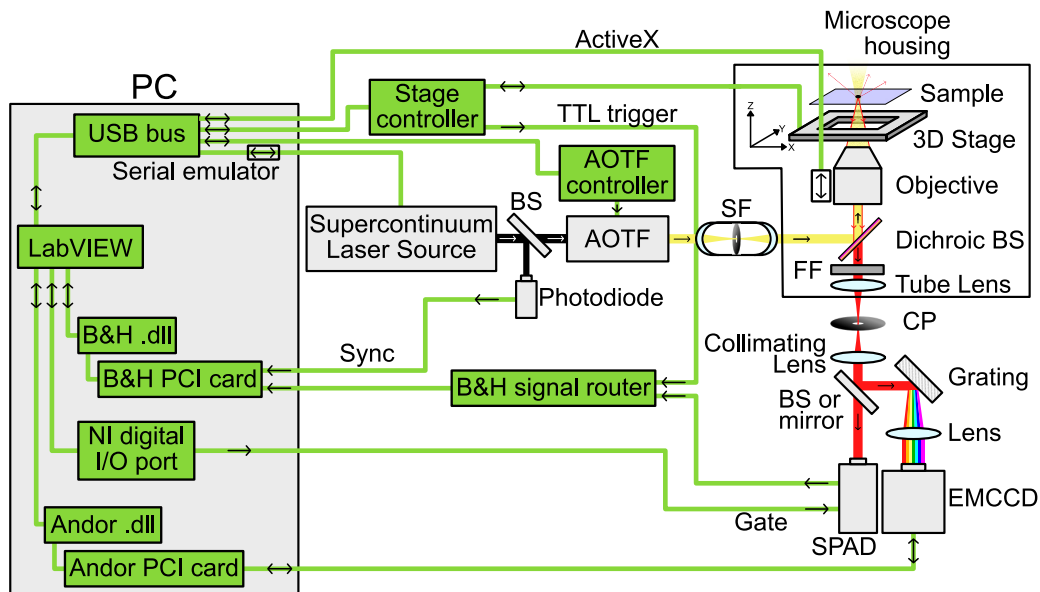 Microscope
housing
ActiveX
PC
Stage
controller
TTL trigger
Sample
Z
Y
X
3D Stage
USB bus
Serial emulator
AOTF
controller
Objective
BS
SF
Supercontinuum
Laser Source
AOTF
LabVIEW
Dichroic BS
FF
Tube Lens
Photodiode
CP
B&H .dll
Sync
Collimating
Lens
B&H PCI card
B&H signal router
Grating
BS or
mirror
NI digital
I/O port
Lens
EMCCD
Gate
Andor .dll
SPAD
Andor PCI card